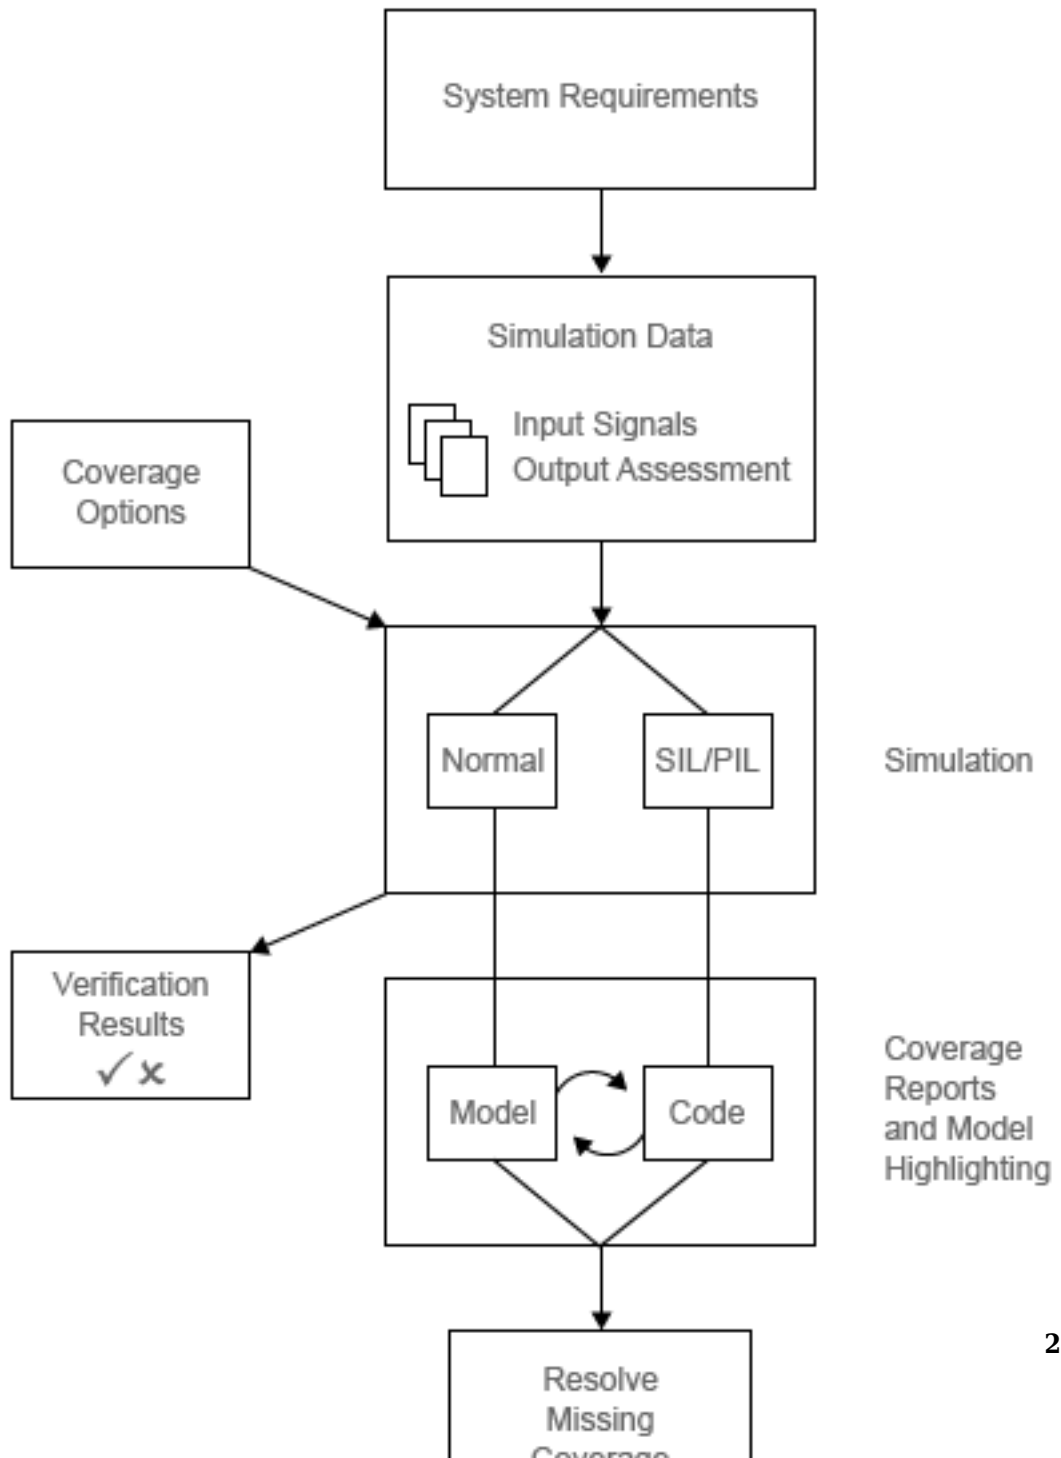 System Requirements
Simulation Data
Input Signals
Output Assessment
Coverage
Options
Normal
SIL/PIL
Simulation
Verification
Results
Model
Code
Coverage
Reports
and Model
Highlighting
2
Resolve
Missing
Coverage